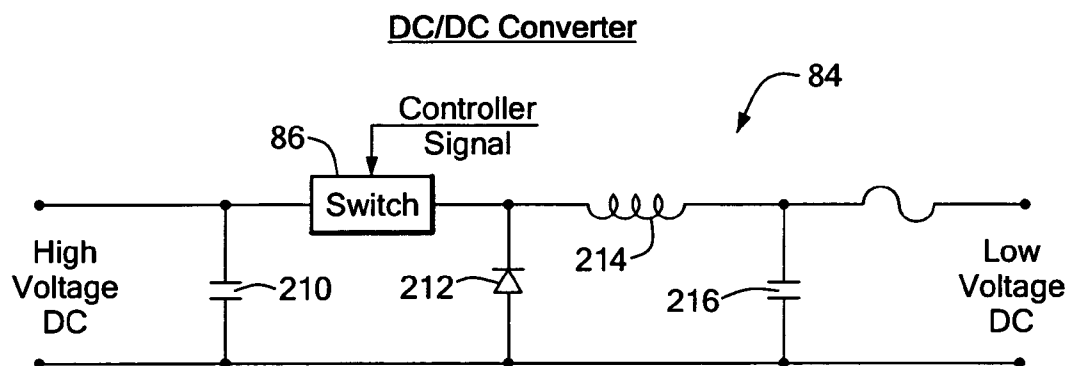 DC/DC Converter
84
Controller
Signal
86
Switch
High
Voltage
DC
210
212
214
216
Low
Voltage
DC